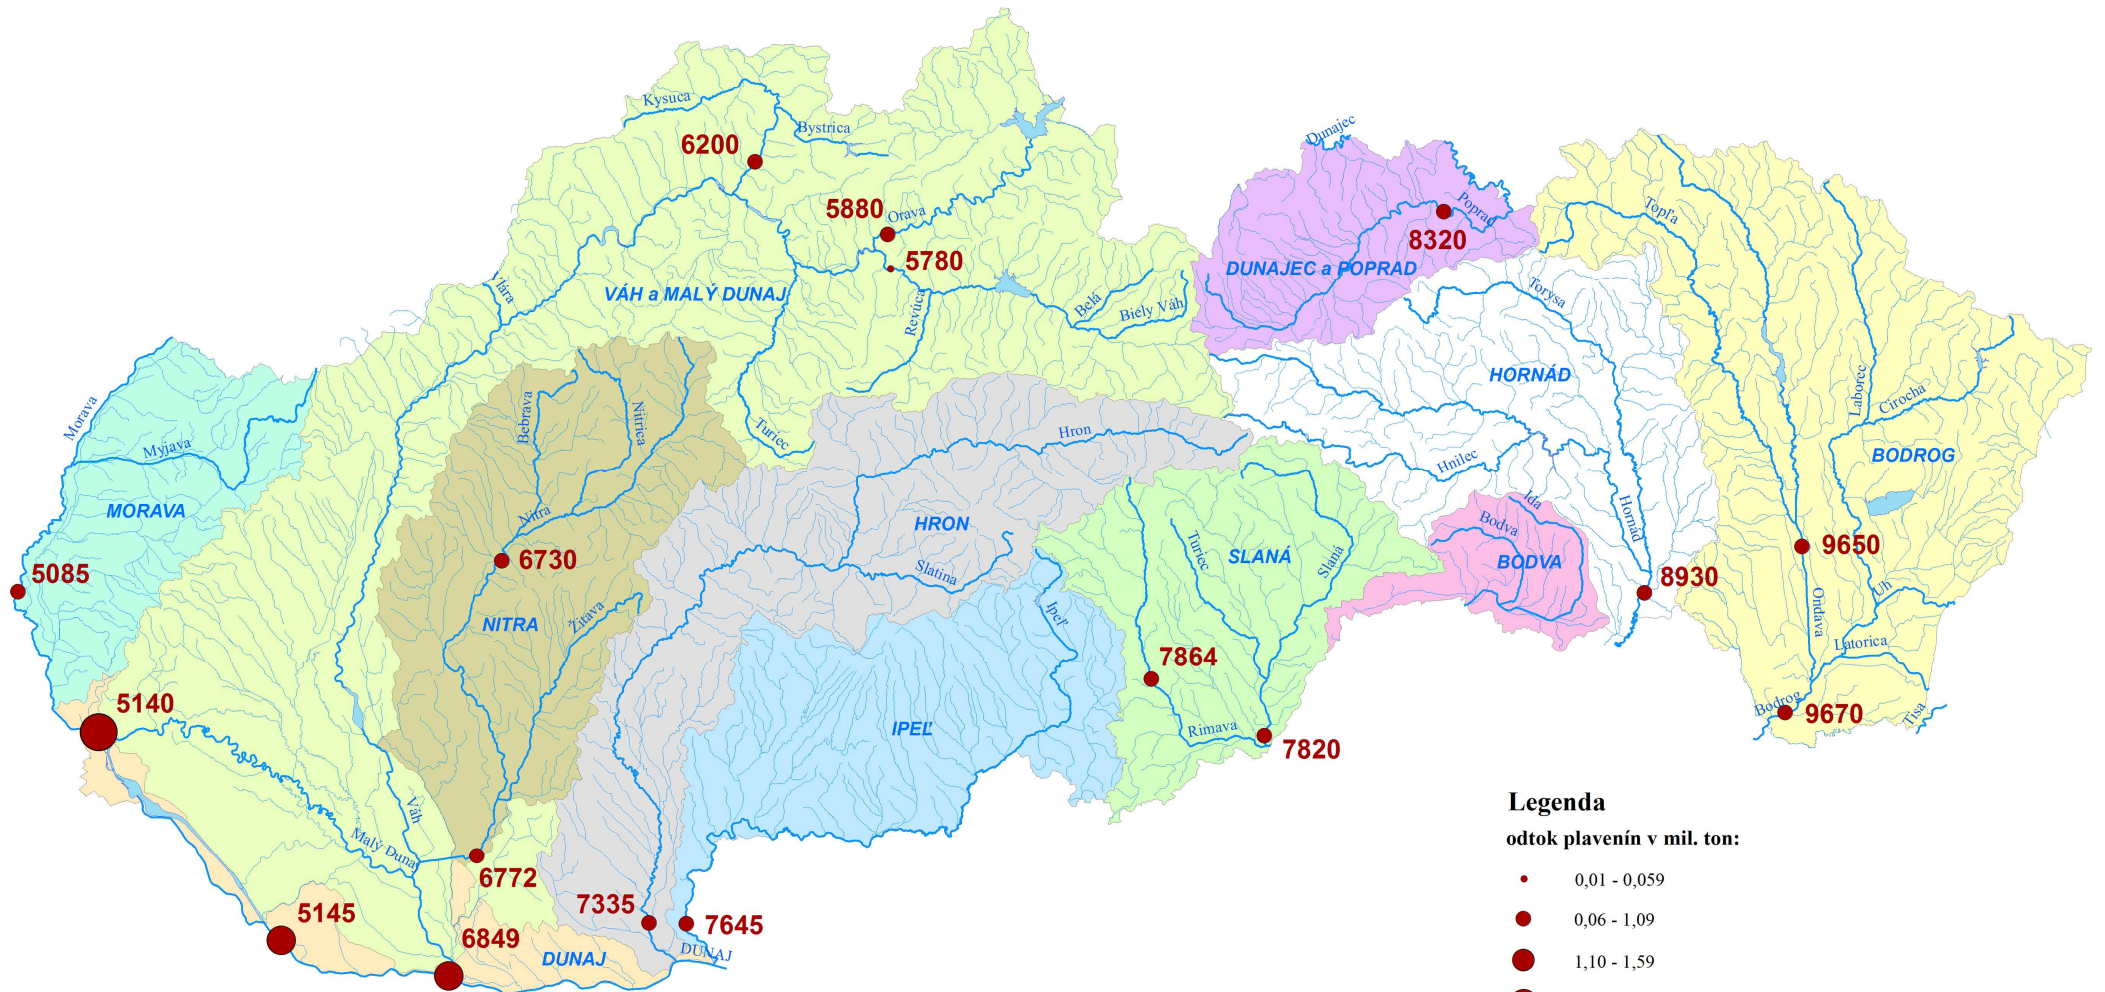 Kysuca
Bystrica
6200
Dunajec
5880
Orava
Poprad
8320
Topľa
5780
DUNAJEC a POPRAD
VÁH a MALÝ DUNAJ
Revúca
Belá
Biely Váh
Torysa
HORNÁD
Laborec
Cirocha
Morava
Myjava
MORAVA
Bebrava
Nitrica
Turiec
Hron
Hnilec
BODROG
Nitra
6730
HRON
Slatina
SLANÁ
Turiec
Slaná
Ida
Bodva
BODVA
Hornád
9650
8930
Uh
5085
NITRA
Žitava
Ipeľ
Ondava
Latorica
7864
5140
IPEĽ
Rimava
7820
Bodrog
9670
Tisa
Váh
Malý Dunaj
6772
5145
6849
7335
7645
DUNAJ
DUNAJ
Legenda
odtok plavenín v mil. ton:
0,01 - 0,059
0,06 - 1,09
1,10 - 1,59